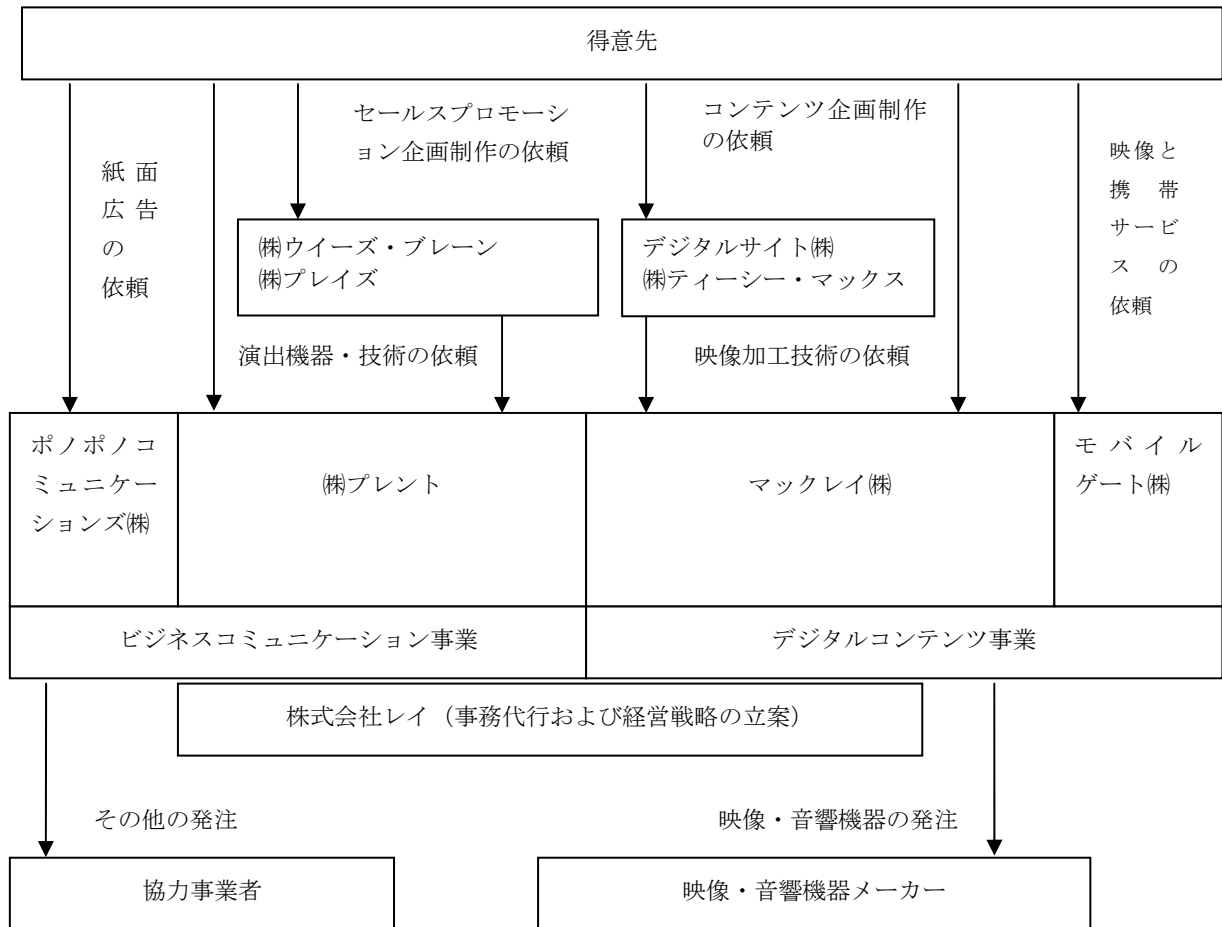 得意先
セールスプロモーシ
ョン企画制作の依頼
コンテンツ企画制作
の依頼
紙面
広告
の
依頼
映像と
携帯
サービ
スの
依頼
㈱ウイーズ・ブレーン
㈱プレイズ
デジタルサイト㈱
㈱ティーシー・マックス
演出機器・技術の依頼
映像加工技術の依頼
ポノポノコ
ミュニケー
ションズ㈱
㈱プレント
マックレイ㈱
モバイル
ゲート㈱
ビジネスコミュニケーション事業
デジタルコンテンツ事業
株式会社レイ（事務代行および経営戦略の立案）
その他の発注
映像・音響機器の発注
協力事業者
映像・音響機器メーカー